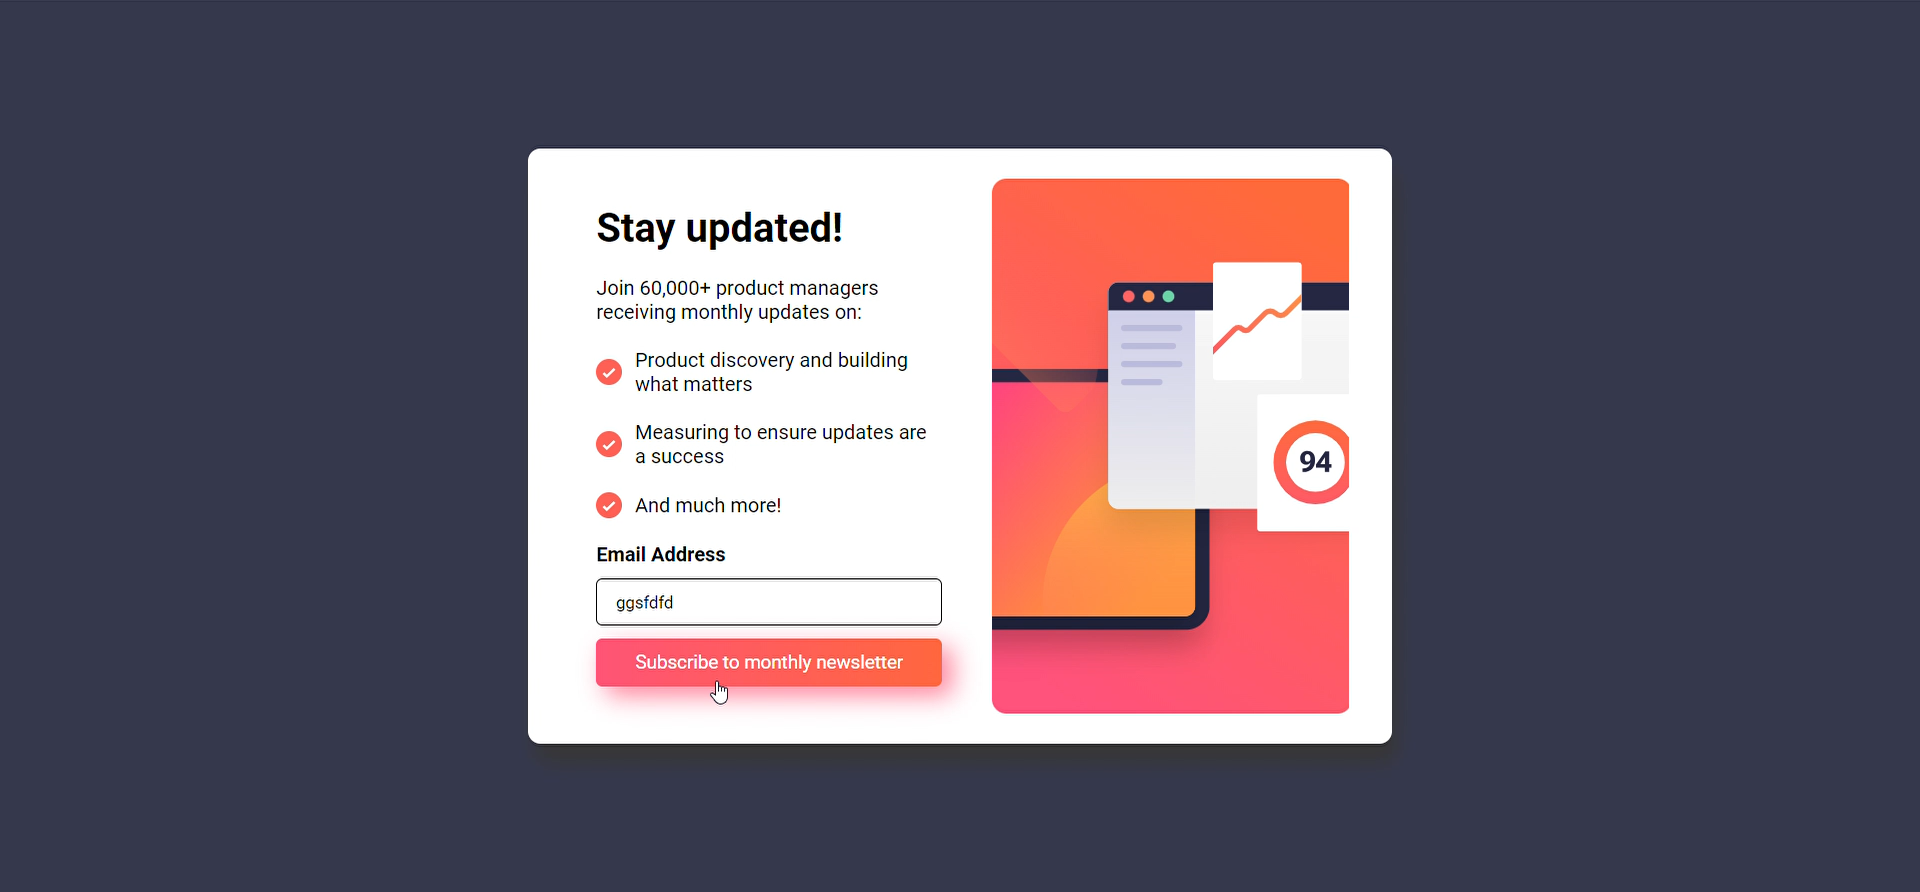 Stay updated!
Join 60,000+ product managers
receiving monthly updates on:
Product discovery and building
what matters
Measuring to ensure updates are
a success
And much more!
Email Address
ggsfdfd
Subscribe to monthly newsletter
94